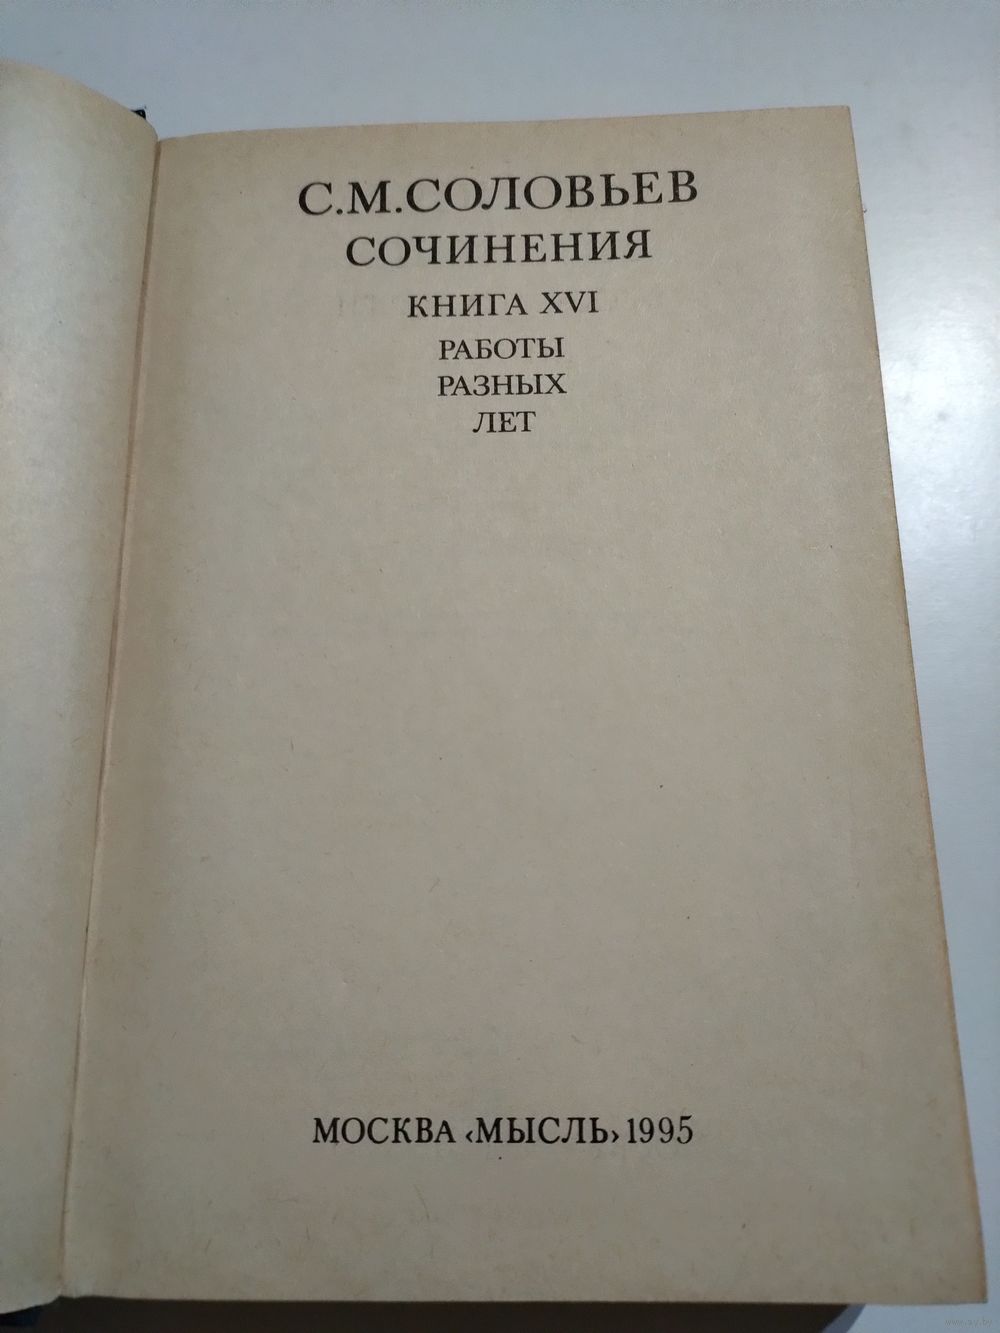 С.М.СОЛОВЬЕВ
СОЧИНЕНИЯ
КНИГА XVI
РАБОТЫ
РАЗНЫХ
ЛЕТ
МОСКВА ‹МЫСЛЬ› 1995